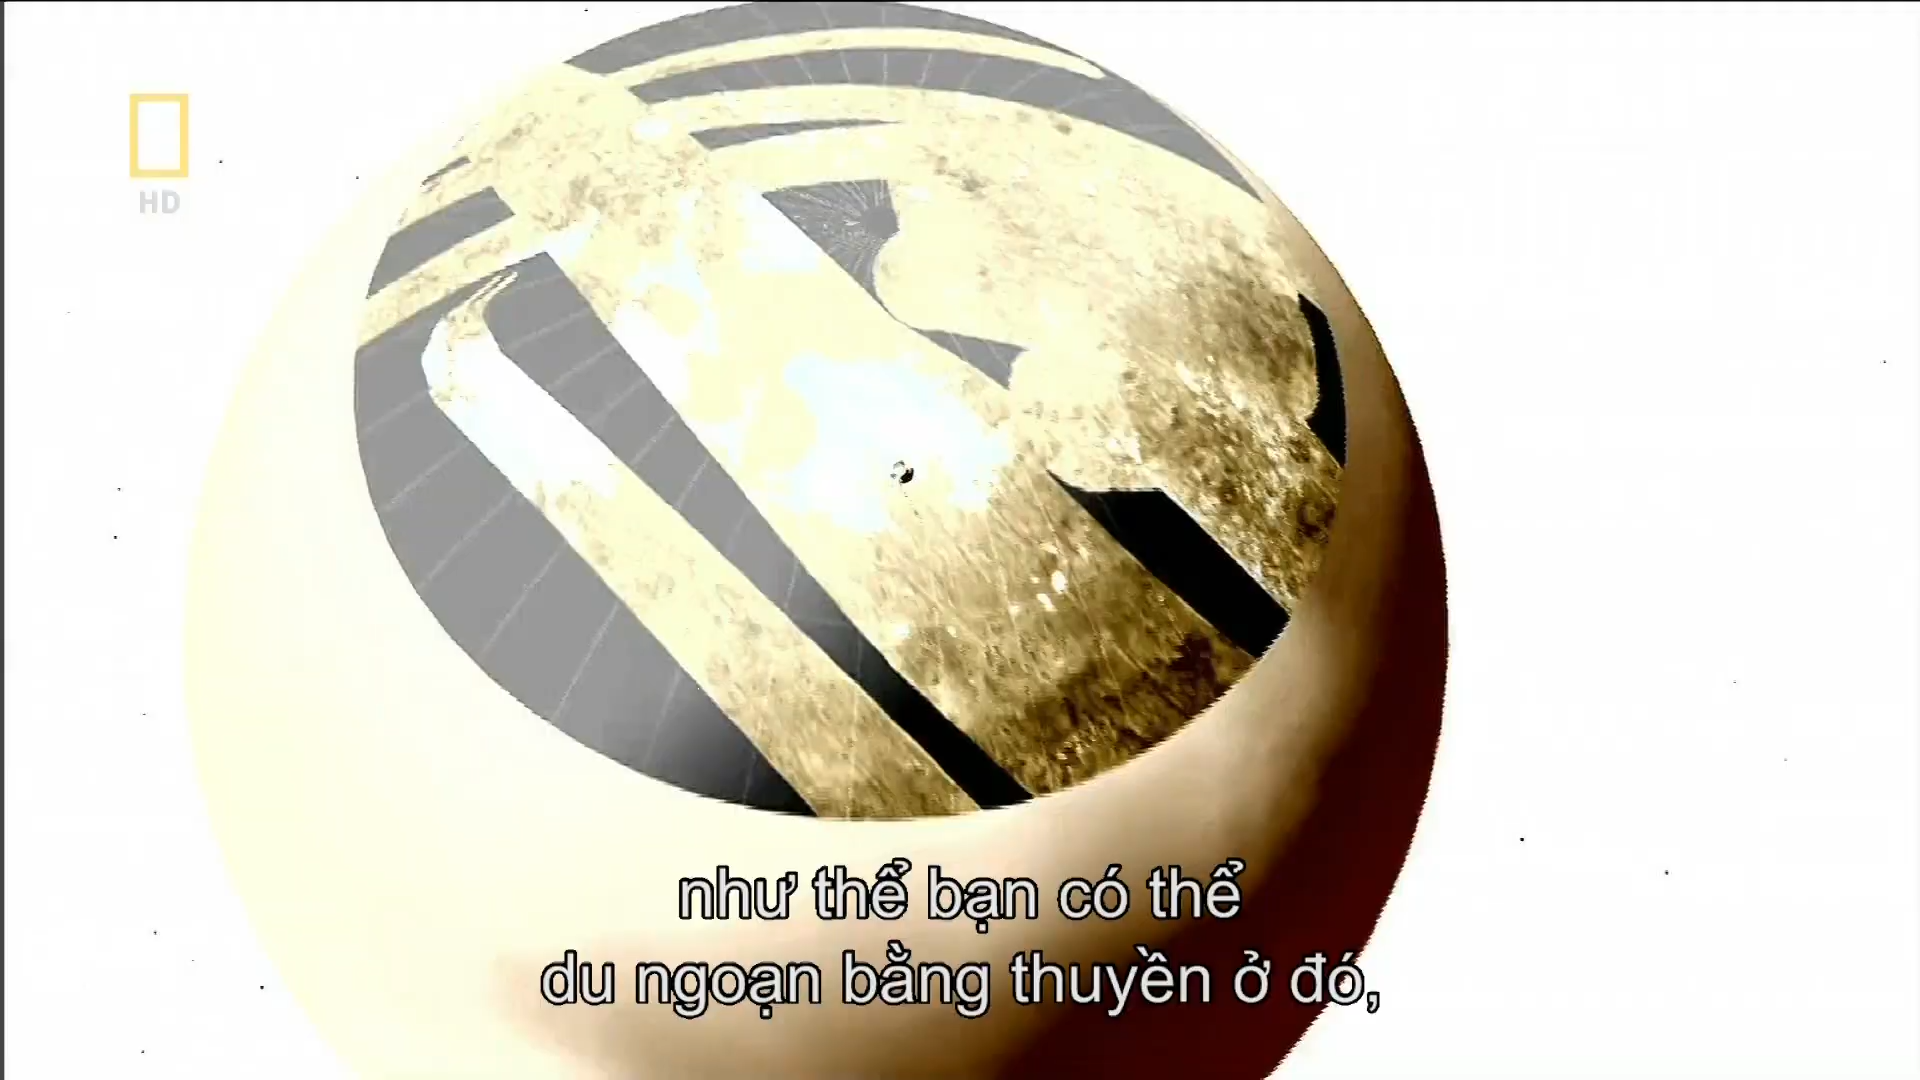 HD
như thể bạn có thể
du ngoạn bằng thuyền ở đó,